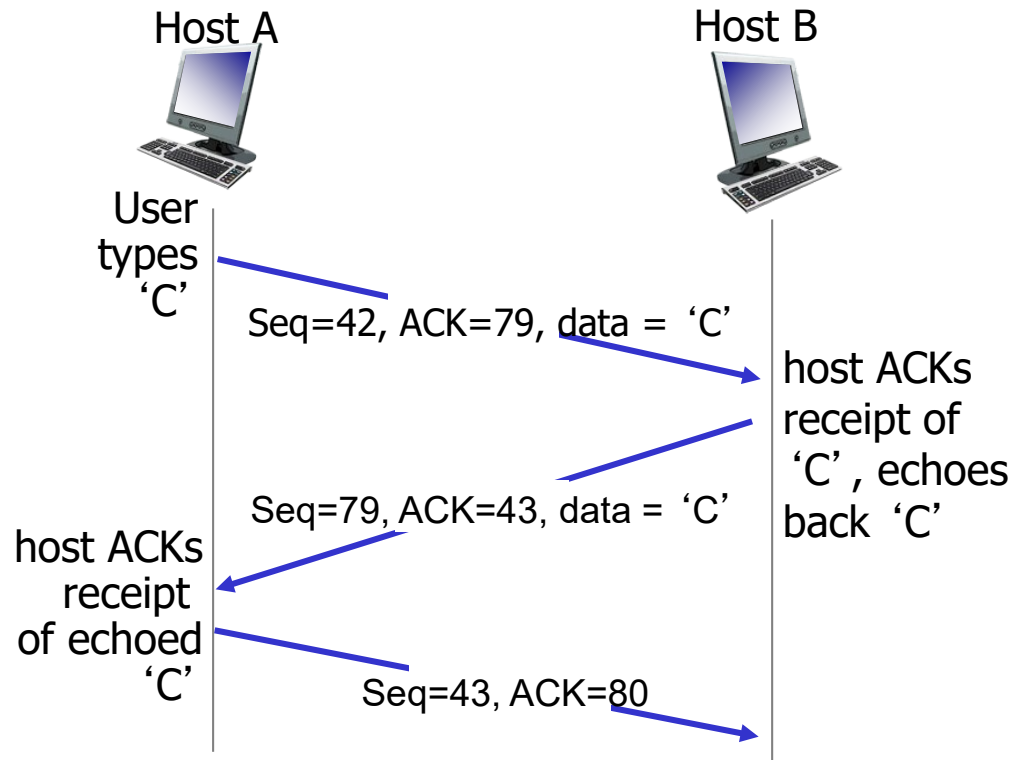 Host A
Host B
User
types
‘C’
Seq=42, ACK=79, data = ‘C’
host ACKs
receipt of
‘C’, echoes
back ‘C’
Seq=79, ACK=43, data = ‘C’
host ACKs
receipt
of echoed
‘C’
Seq=43, ACK=80